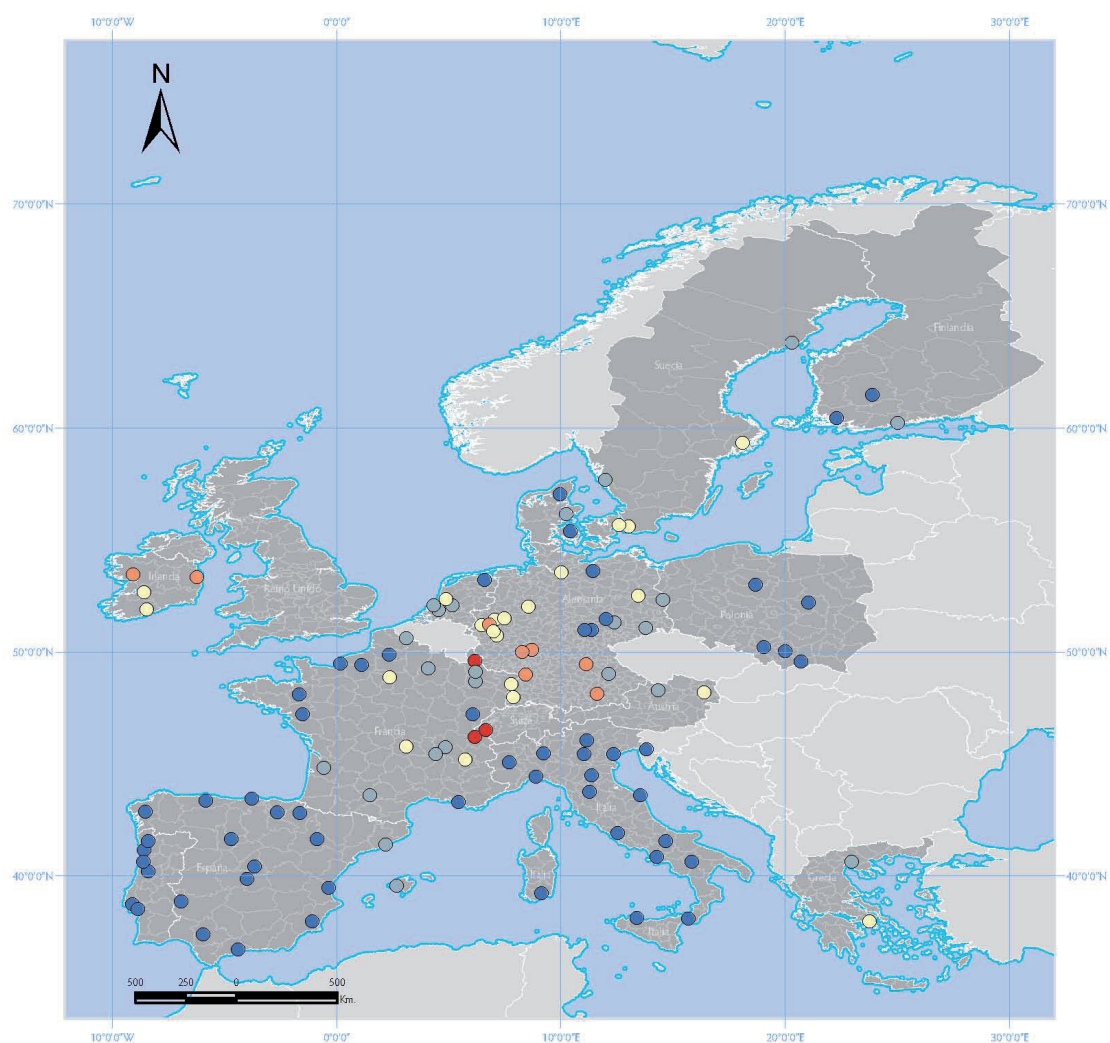 10°0'0"W 0°0'0"E 10°0'0"E 20°0'0"E 30°0'0"E
N
70°0'0"N 70°0'0"N
Finlandia
Suecia
60°0'0"N 60°0'0"N
Irlanda
Reino Unido
Alemania
Polonia
50°0'0"N 50°0'0"N
Austria
Suiza
Francia
Italia
España
Italia
Grecia
40°0'0"N 40°0'0"N
Italia
500 250 0 500
Km.
10°0'0"W 0°0'0"E 10°0'0"E 20°0'0"E 30°0'0"E